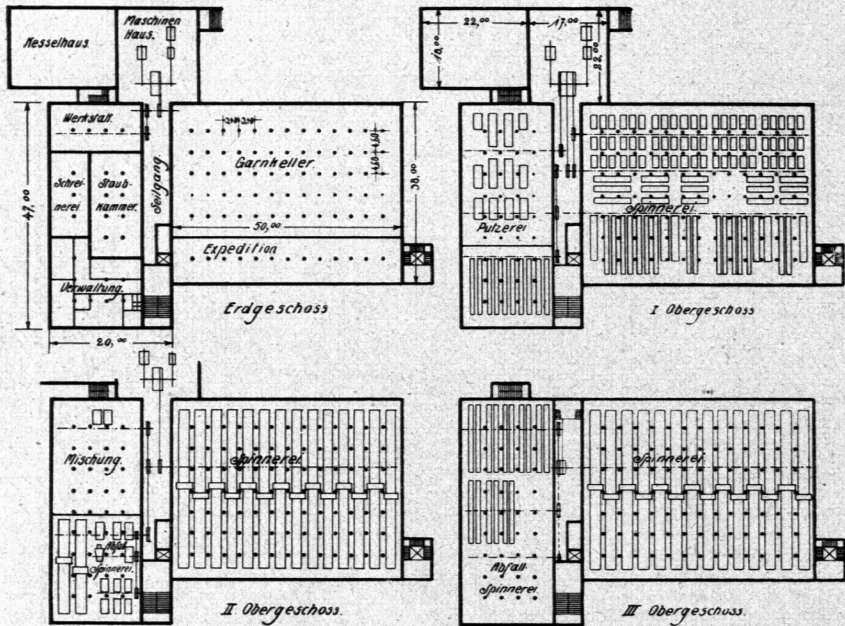 Kesselhaus.
Maschinen
Haus.
Werkstatt.
Schrei-
nerei.
Staub-
kammer.
Verwaltung.
Seilgang
Garnkeller.
Expedition
50,00
38,00
47,00
20,00
Erdgeschoss
22,00
17,00
18,00
22,00
Putzerei
Spinnerei.
I Obergeschoss
Mischung.
Abfall
Spinnerei.
Spinnerei.
II Obergeschoss.
Abfall
Spinnerei.
Spinnerei.
III Obergeschoss.